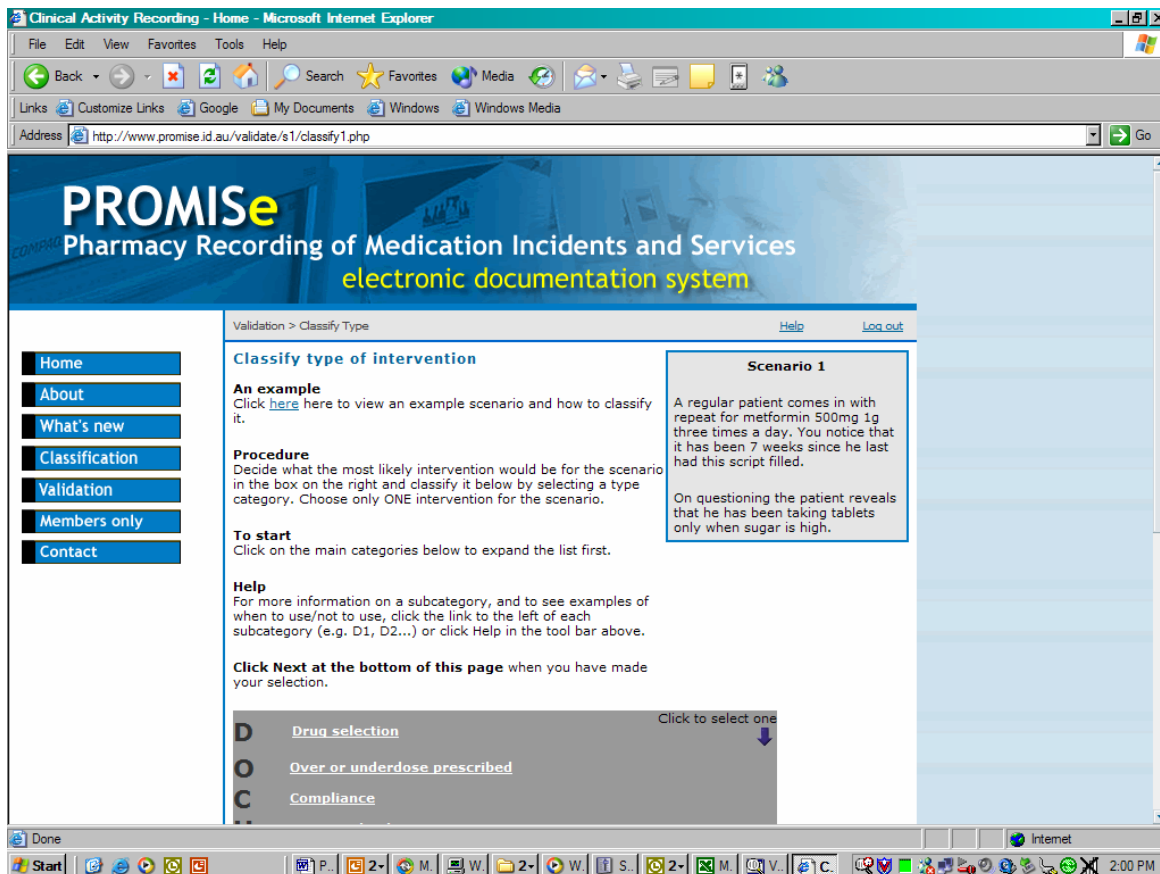 Clinical Activity Recording - Home - Microsoft Internet Explorer
File Edit View Favorites Tools Help
Back Search Favorites Media
Links Customize Links Google My Documents Windows Windows Media
Address http://www.promise.id.au/validate/s1/classify1.php Go
PROMISe
Pharmacy Recording of Medication Incidents and Services
electronic documentation system
Validation > Classify Type Help Log out
Home
About
What's new
Classification
Validation
Members only
Contact
Classify type of intervention
An example
Click here here to view an example scenario and how to classify
it.
Procedure
Decide what the most likely intervention would be for the scenario
in the box on the right and classify it below by selecting a type
category. Choose only ONE intervention for the scenario.
To start
Click on the main categories below to expand the list first.
Help
For more information on a subcategory, and to see examples of
when to use/not to use, click the link to the left of each
subcategory (e.g. D1, D2...) or click Help in the tool bar above.
Click Next at the bottom of this page when you have made
your selection.
Scenario 1
A regular patient comes in with
repeat for metformin 500mg 1g
three times a day. You notice that
it has been 7 weeks since he last
had this script filled.
On questioning the patient reveals
that he has been taking tablets
only when sugar is high.
Click to select one
D Drug selection
O Over or underdose prescribed
C Compliance
Done Internet
Start P.. 2 M. W. 2 W. S.. 2 M. V.. C. 2:00 PM